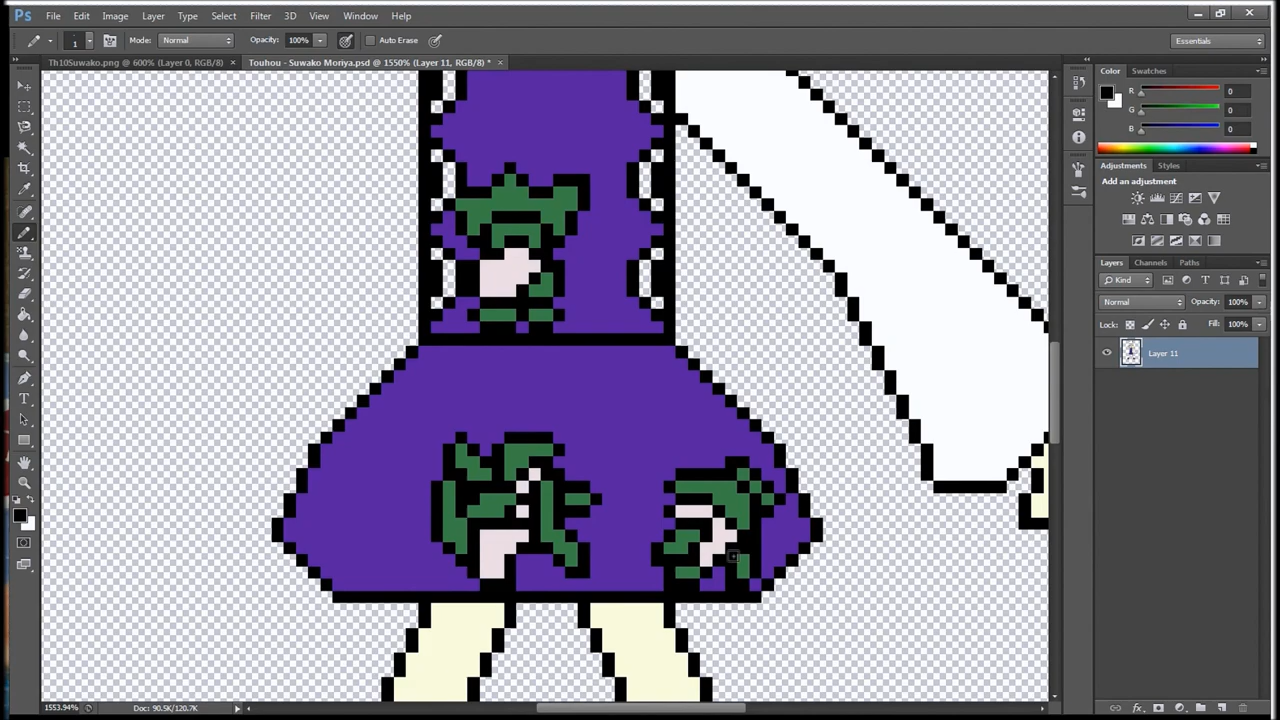 Ps File Edit Image Layer Type Select Filter 3D View Window Help
1 Mode: Normal Opacity: 100% Auto Erase Essentials
Th10Suwako.png @ 600% (Layer 0, RGB/8) × Touhou - Suwako Moriya.psd @ 1550% (Layer 11, RGB/8) * ×
Color Swatches
R 0
G 0
B 0
Adjustments Styles
Add an adjustment
Layers Channels Paths
Kind
Normal Opacity: 100%
Lock: Fill: 100%
Layer 11
1553.94% Doc: 90.5K/120.7K